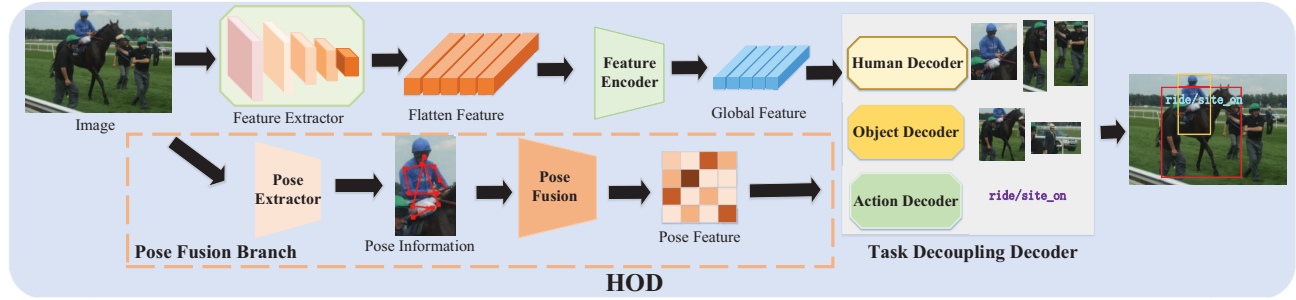 Image
Feature Extractor
Flatten Feature
Feature
Encoder
Global Feature
Human Decoder
Object Decoder
Action Decoder
ride/site_on
Task Decoupling Decoder
ride/site_on
Pose
Extractor
Pose Information
Pose
Fusion
Pose Feature
Pose Fusion Branch
HOD